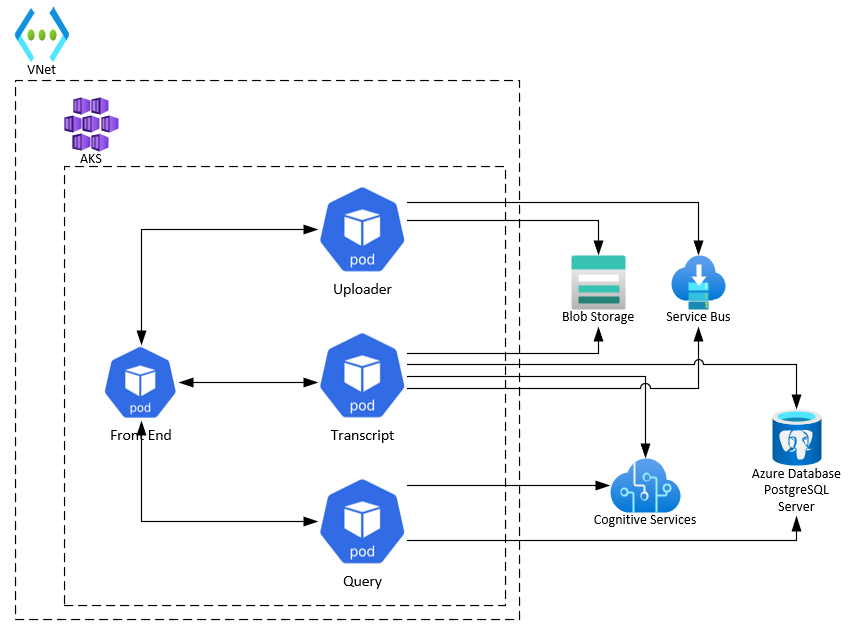 VNet
AKS
pod
Uploader
Blob Storage
Service Bus
pod
Front End
pod
Transcript
Azure Database
PostgreSQL
Server
Cognitive Services
pod
Query